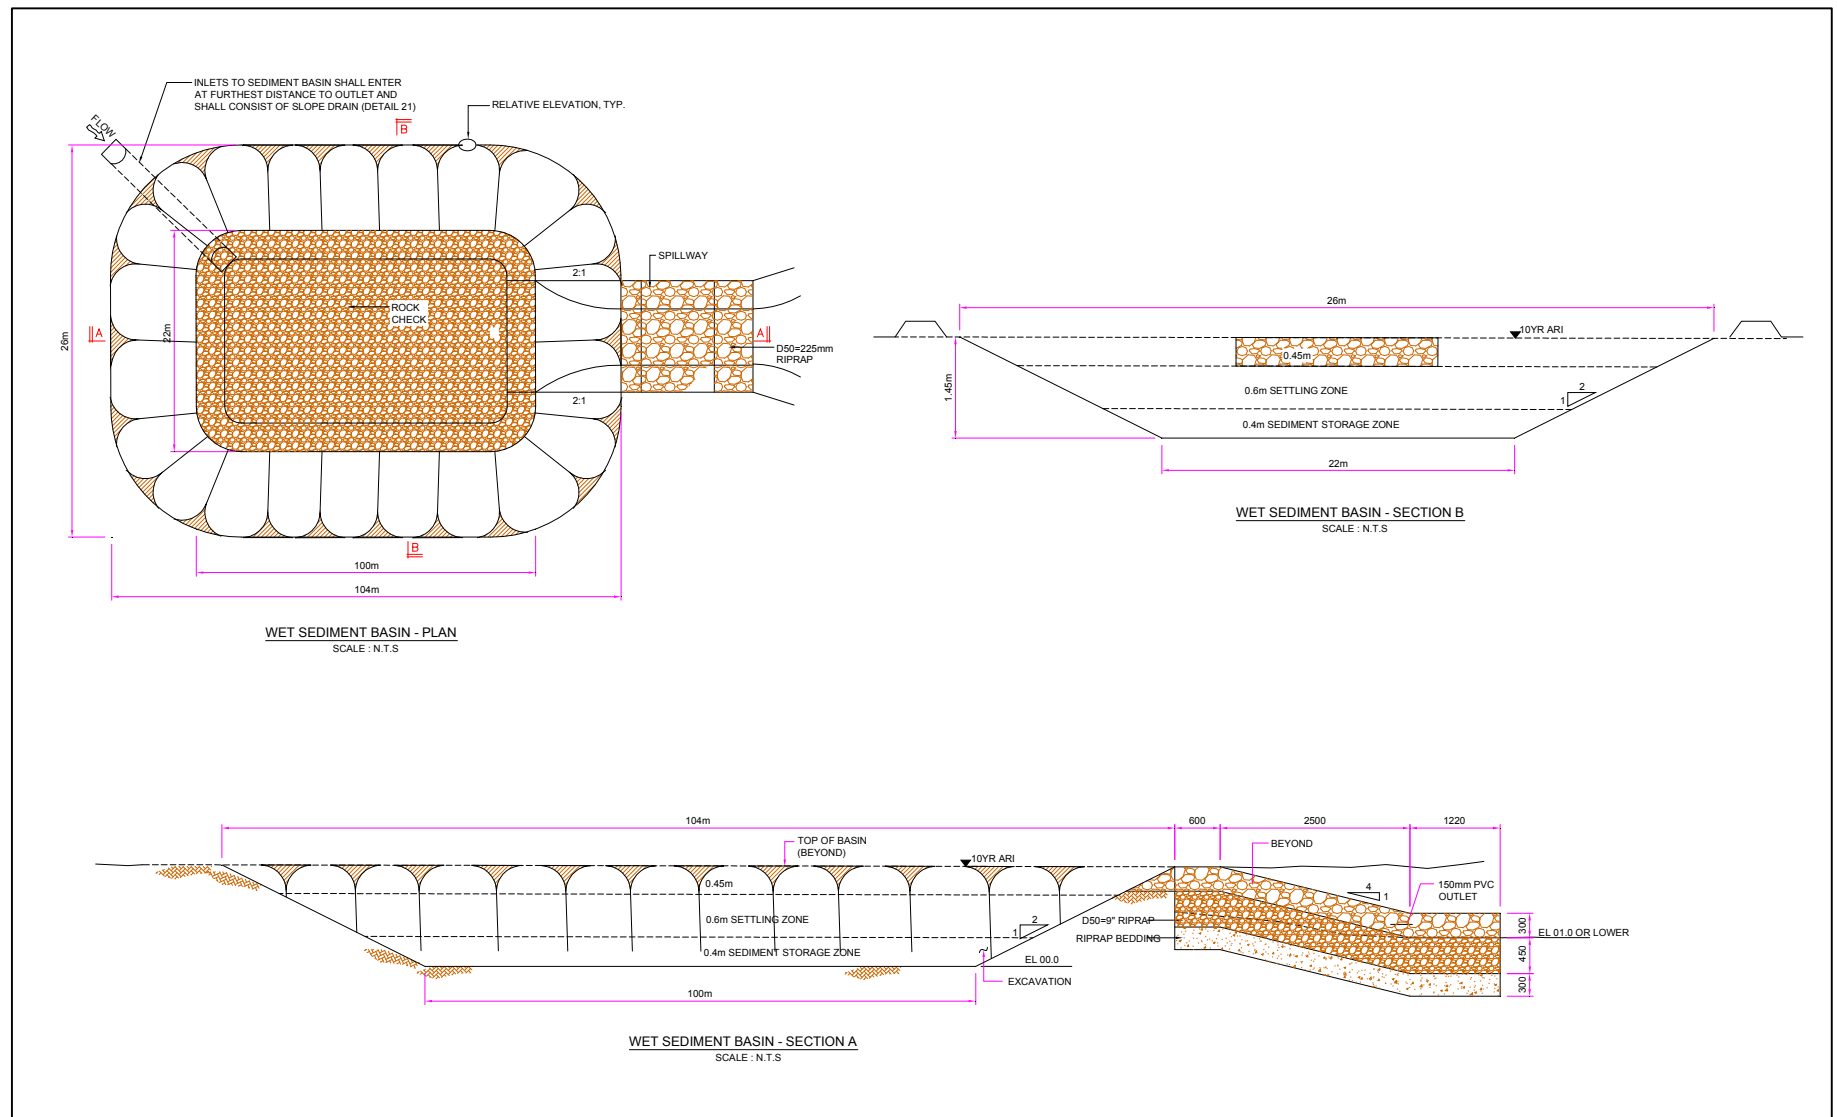 INLETS TO SEDIMENT BASIN SHALL ENTER
AT FURTHEST DISTANCE TO OUTLET AND
SHALL CONSIST OF SLOPE DRAIN (DETAIL 21)
RELATIVE ELEVATION, TYP.
FLOW
B
2:1
SPILLWAY
ROCK
CHECK
A
A
D50=225mm
RIPRAP
26m
22m
2:1
B
100m
104m
WET SEDIMENT BASIN - PLAN
SCALE : N.T.S
26m
10YR ARI
0.45m
1.45m
0.6m SETTLING ZONE
2
1
0.4m SEDIMENT STORAGE ZONE
22m
WET SEDIMENT BASIN - SECTION B
SCALE : N.T.S
104m
600
2500
1220
TOP OF BASIN
(BEYOND)
BEYOND
10YR ARI
0.45m
4
1
150mm PVC
OUTLET
0.6m SETTLING ZONE
2
1
D50=9" RIPRAP
300
EL 01.0 OR LOWER
RIPRAP BEDDING
0.4m SEDIMENT STORAGE ZONE
450
EL 00.0
EXCAVATION
300
100m
WET SEDIMENT BASIN - SECTION A
SCALE : N.T.S